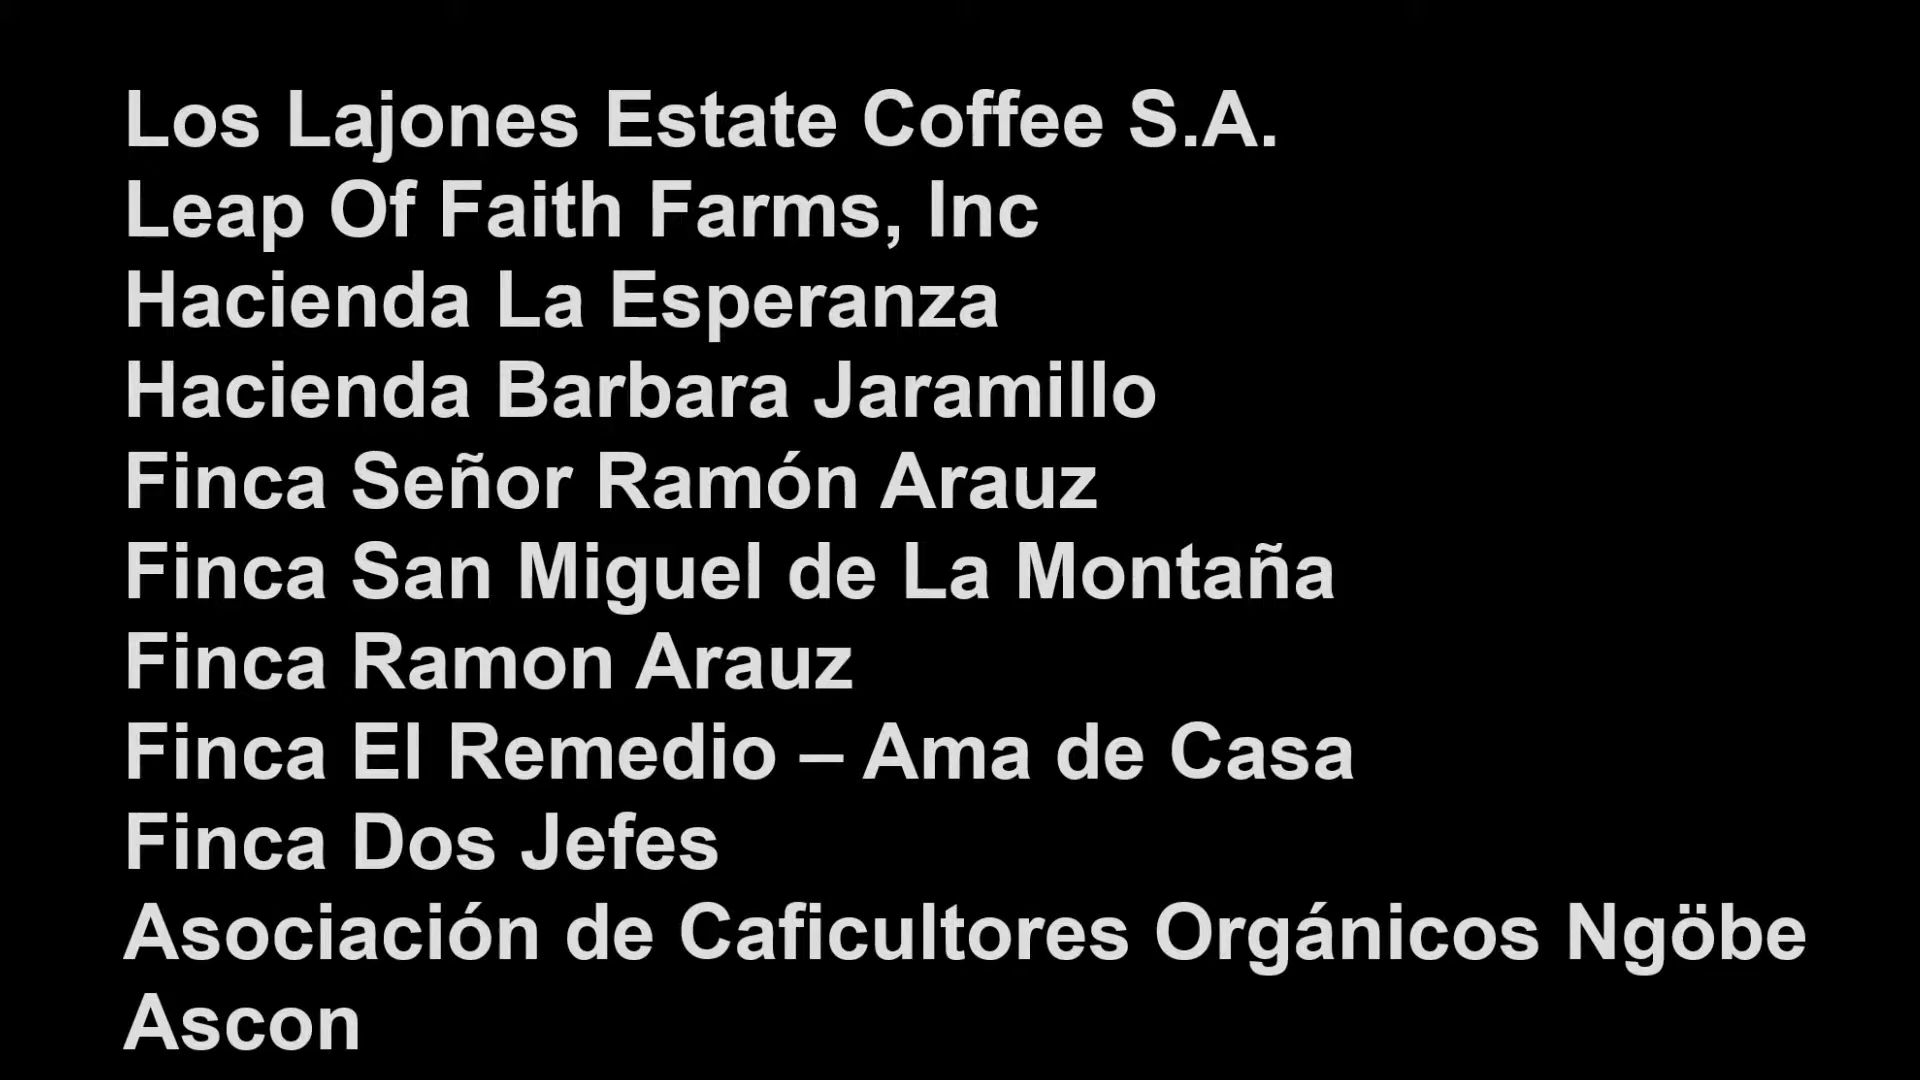 Los Lajones Estate Coffee S.A.
Leap Of Faith Farms, Inc
Hacienda La Esperanza
Hacienda Barbara Jaramillo
Finca Señor Ramón Arauz
Finca San Miguel de La Montaña
Finca Ramon Arauz
Finca El Remedio – Ama de Casa
Finca Dos Jefes
Asociación de Caficultores Orgánicos Ngöbe
Ascon